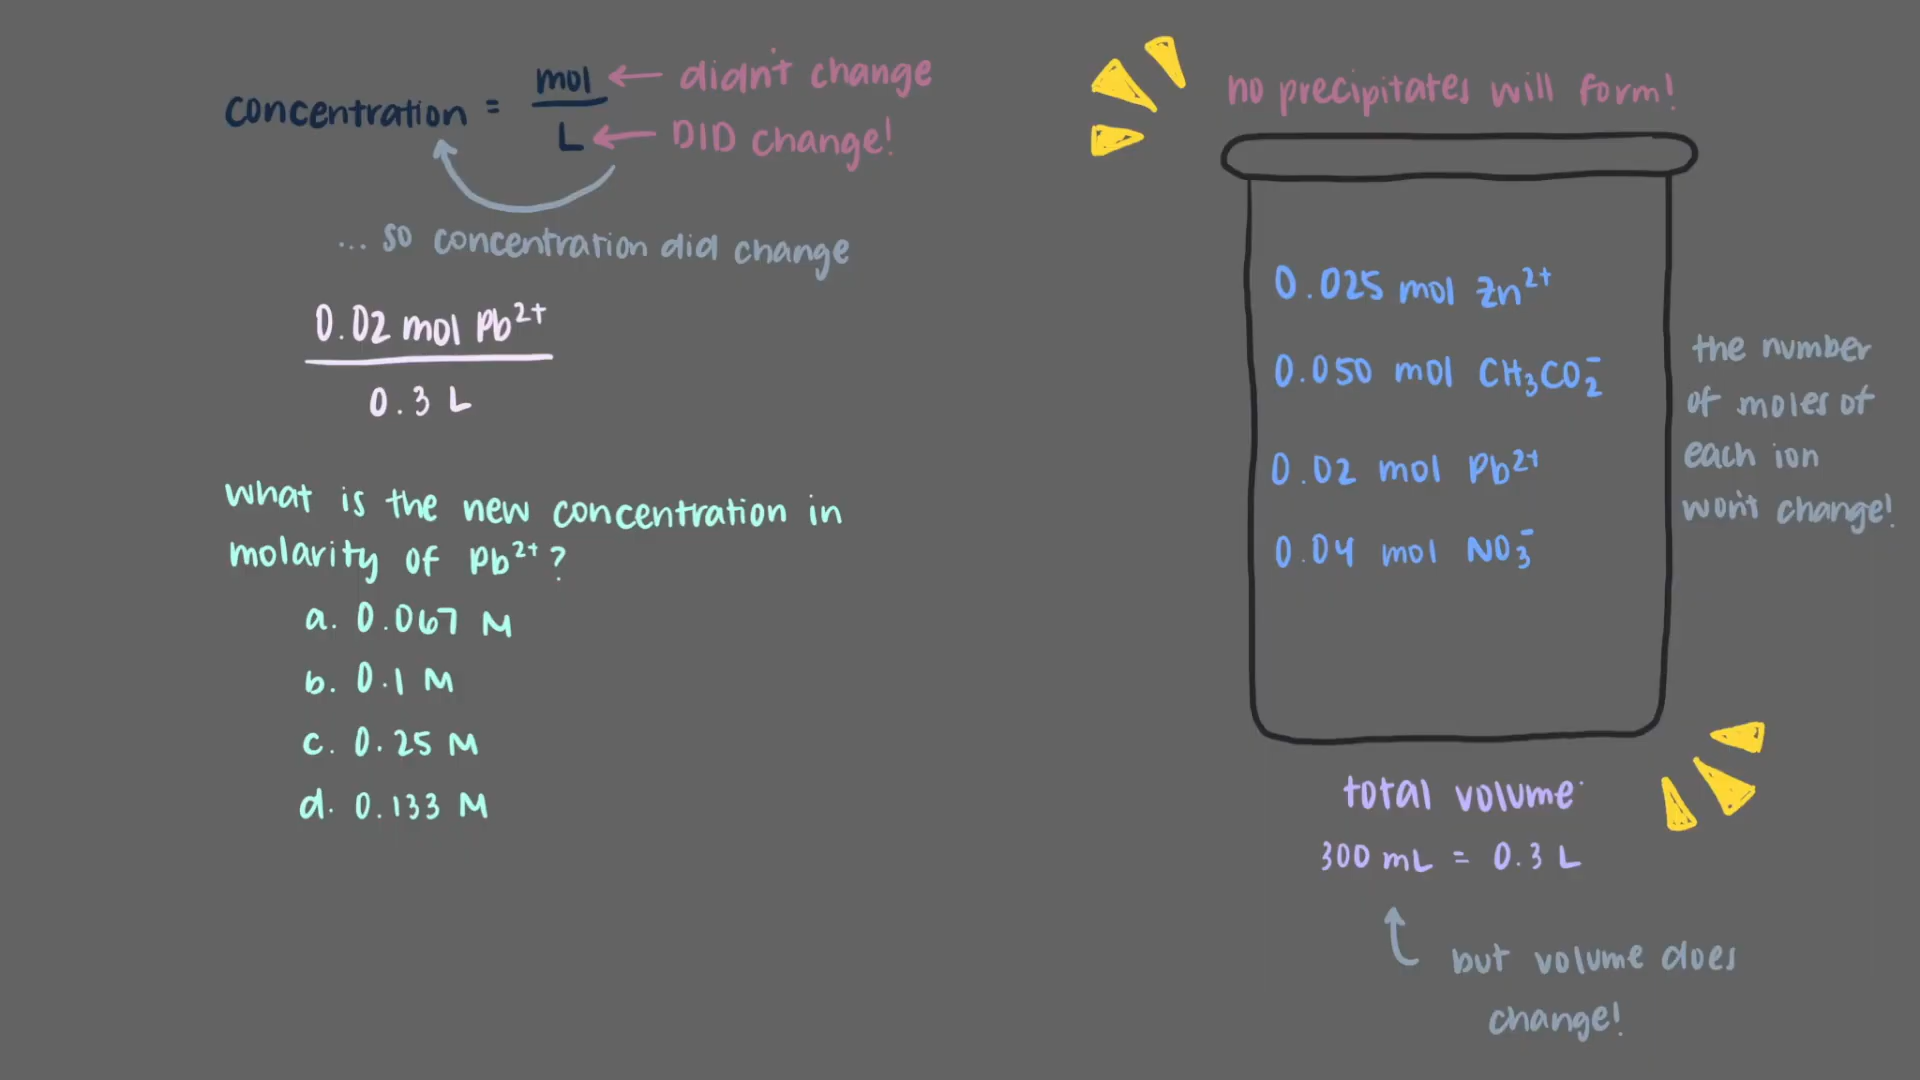 concentration = mol / L
← didn't change
← DID change!
... so concentration did change
0.02 mol Pb²⁺
0.3 L
what is the new concentration in
molarity of Pb²⁺?
a. 0.067 M
b. 0.1 M
c. 0.25 M
d. 0.133 M
no precipitates will form!
0.025 mol Zn²⁺
0.050 mol CH₃CO₂⁻
0.02 mol Pb²⁺
0.04 mol NO₃⁻
the number
of moles of
each ion
won't change!
total volume:
300 mL = 0.3 L
but volume does
change!